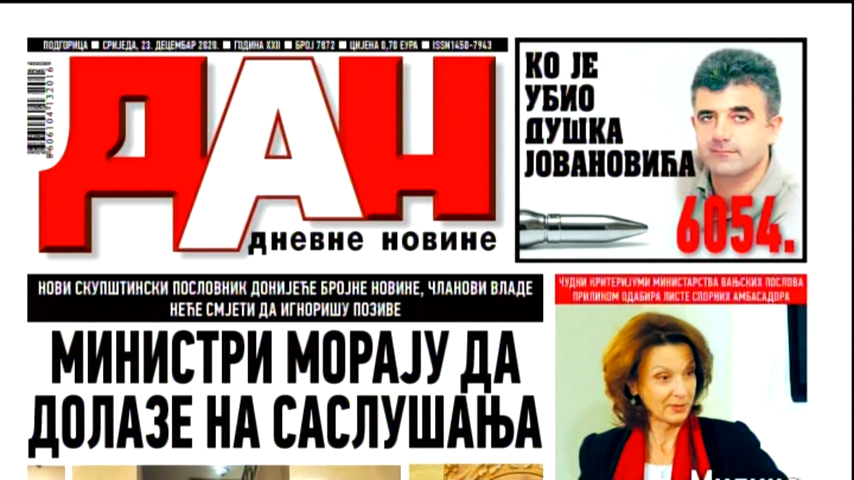 ПОДГОРИЦА ■ СРИЈЕДА, 23. ДЕЦЕМБАР 2020. ■ ГОДИНА XXII ■ БРОЈ 7872 ■ ЦИЈЕНА 0,70 ЕУРА ■ ISSN1450-7943
ДАН
дневне новине
8606104132016
КО ЈЕ
УБИО
ДУШКА
ЈОВАНОВИЋА
6054.
НОВИ СКУПШТИНСКИ ПОСЛОВНИК ДОНИЈЕЋЕ БРОЈНЕ НОВИНЕ, ЧЛАНОВИ ВЛАДЕ
НЕЋЕ СМЈЕТИ ДА ИГНОРИШУ ПОЗИВЕ
МИНИСТРИ МОРАЈУ ДА
ДОЛАЗЕ НА САСЛУШАЊА
ЧУДНИ КРИТЕРИЈУМИ МИНИСТАРСТВА ВАЊСКИХ ПОСЛОВА
ПРИЛИКОМ ОДАБИРА ЛИСТЕ СПОРНИХ АМБАСАДОРА